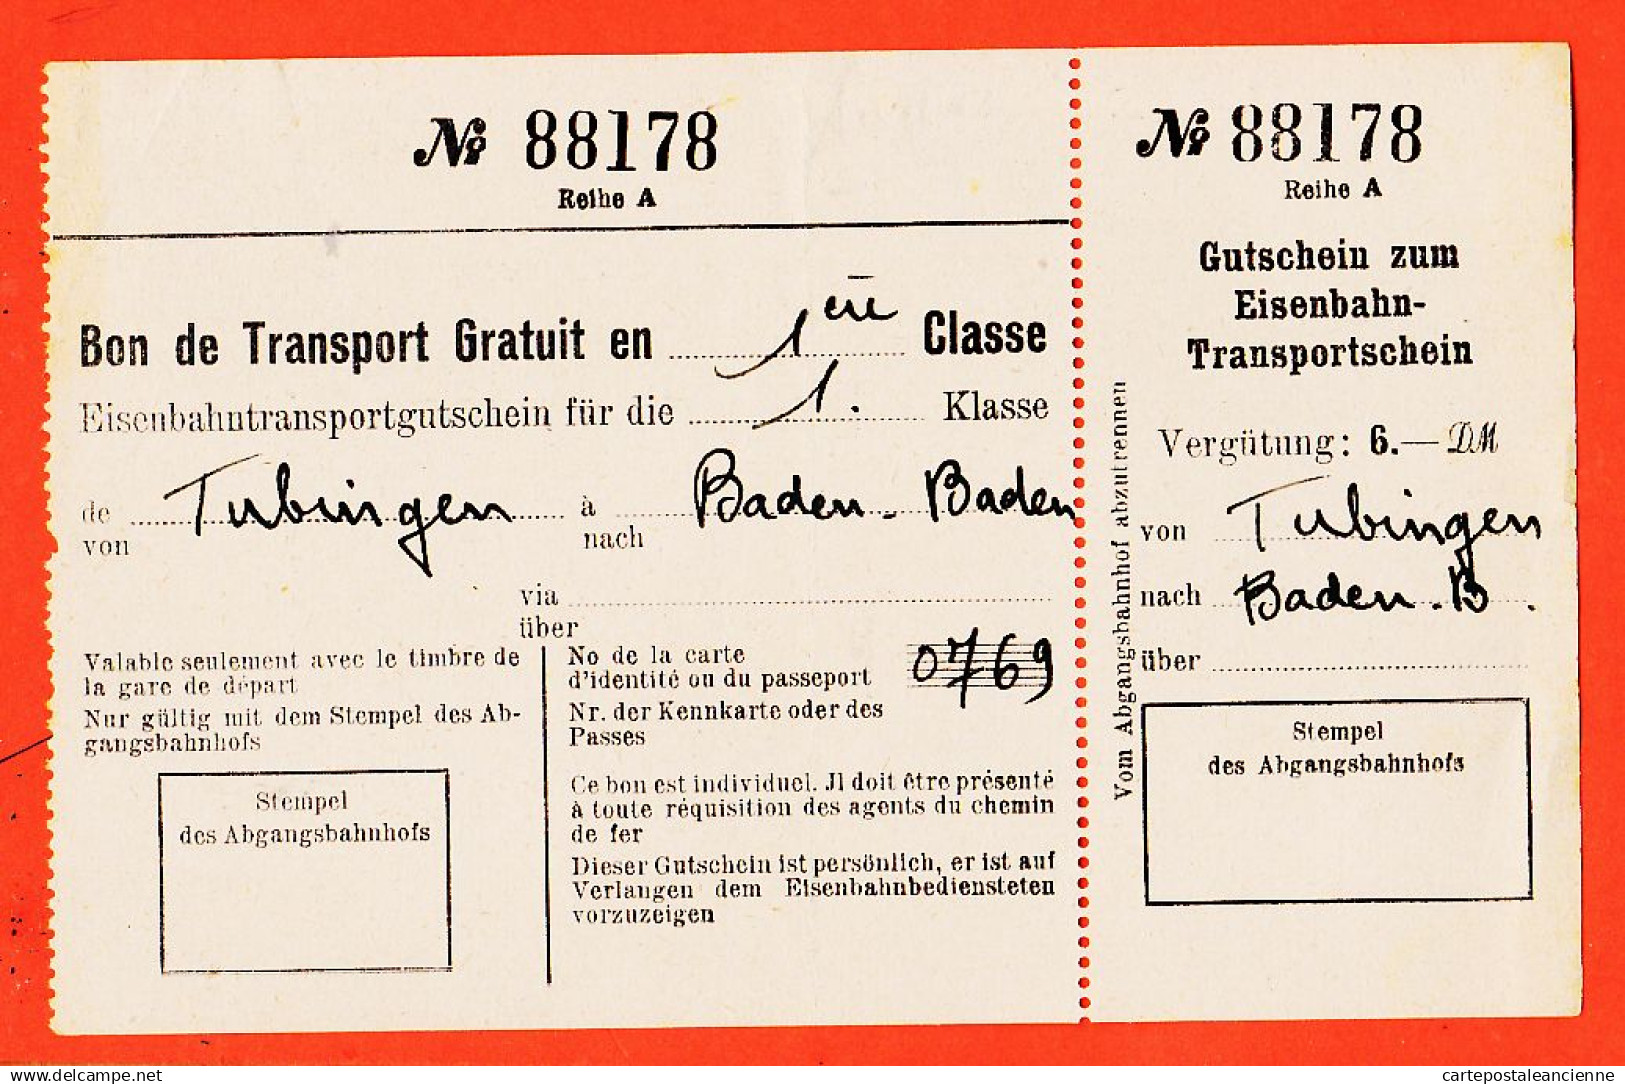 № 88178
Reihe A
Bon de Transport Gratuit en 1ère Classe
Eisenbahntransportgutschein für die 1. Klasse
de Tubingen à Baden-Baden
von nach
via
über
Valable seulement avec le timbre de
la gare de départ
Nur gültig mit dem Stempel des Ab-
gangsbahnhofs
Stempel
des Abgangsbahnhofs
No de la carte
d'identité ou du passeport 0769
Nr. der Kennkarte oder des
Passes
Ce bon est individuel. Jl doit être présenté
à toute réquisition des agents du chemin
de fer
Dieser Gutschein ist persönlich, er ist auf
Verlangen dem Eisenbahnbediensteten
vorzuzeigen
Vom Abgangsbahnhof abzutrennen
№ 88178
Reihe A
Gutschein zum
Eisenbahn-
Transportschein
Vergütung: 6.— DM
von Tubingen
nach Baden.B.
über
Stempel
des Abgangsbahnhofs
delcampe.net
cartepostaleancienne